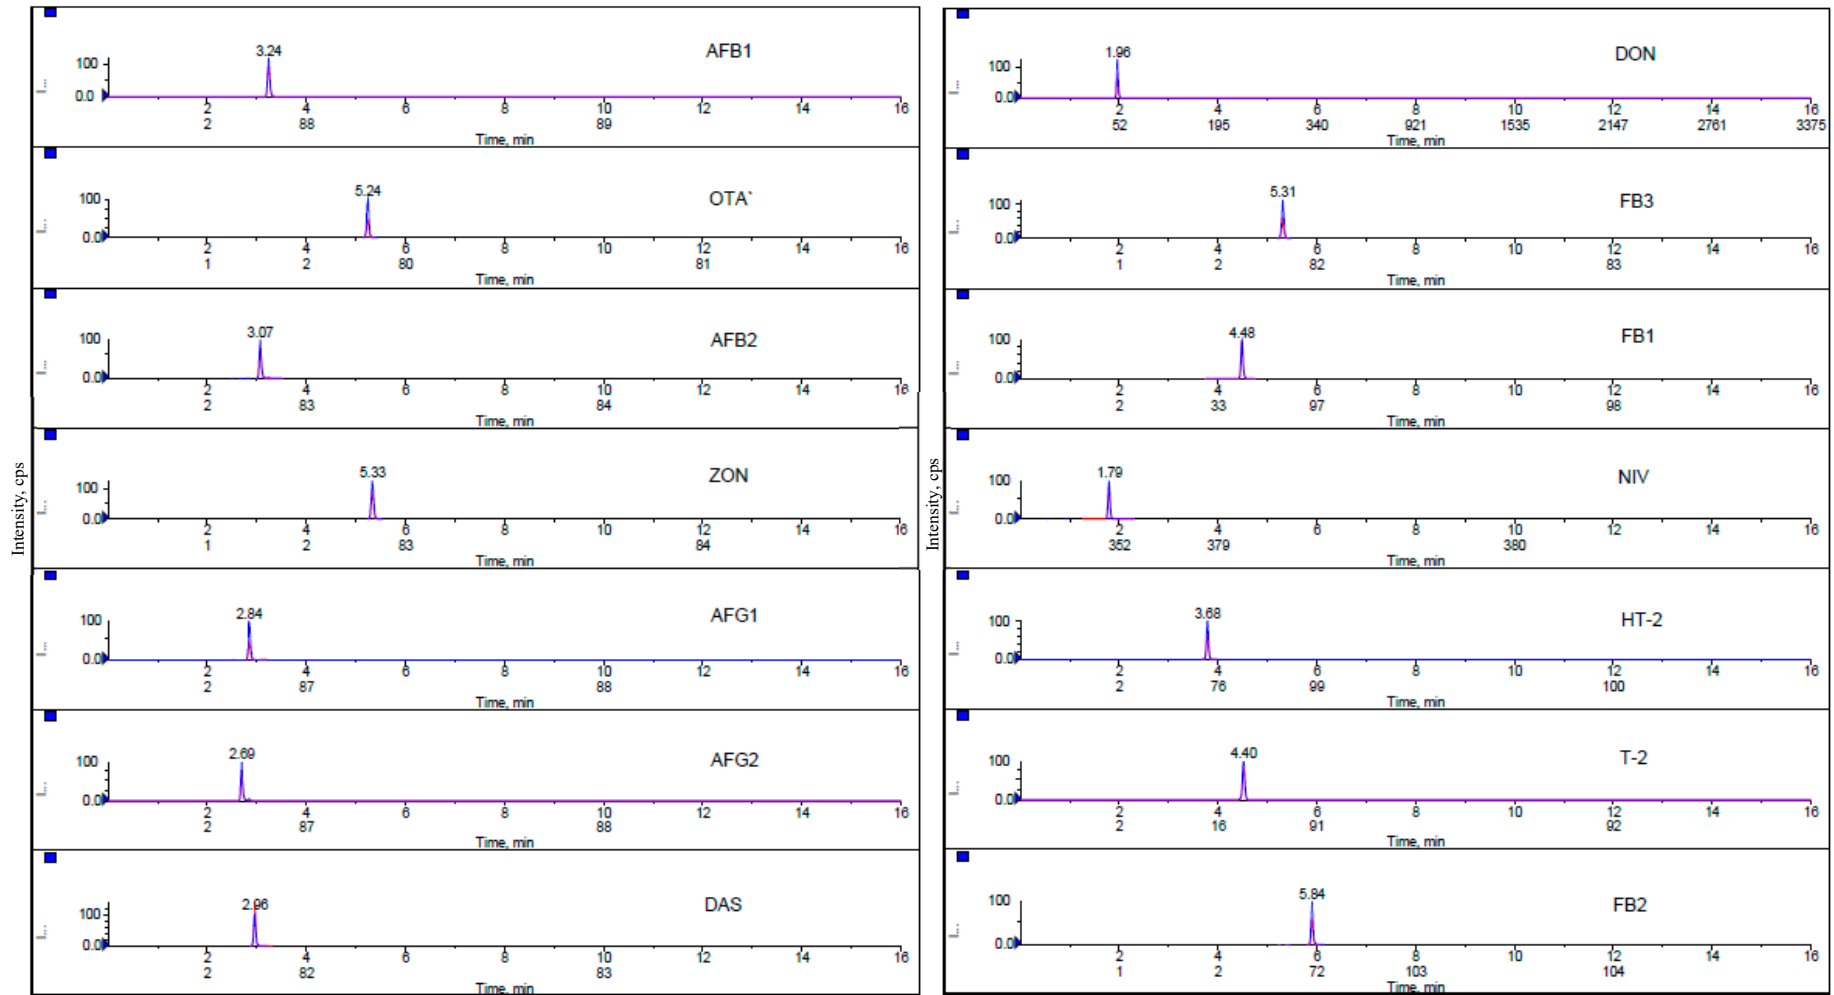 Intensity, cps
3.24
AFB1
100
0.0
2 4 6 8 10 12 14 16
2 88 89
Time, min
5.24
OTA`
100
0.0
2 4 6 8 10 12 14 16
1 2 80 81
Time, min
3.07
AFB2
100
0.0
2 4 6 8 10 12 14 16
2 83 84
Time, min
5.33
ZON
100
0.0
2 4 6 8 10 12 14 16
1 2 83 84
Time, min
2.84
AFG1
100
0.0
2 4 6 8 10 12 14 16
2 87 88
Time, min
2.69
AFG2
100
0.0
2 4 6 8 10 12 14 16
2 87 88
Time, min
2.96
DAS
100
0.0
2 4 6 8 10 12 14 16
2 82 83
Time, min
Intensity, cps
1.96
DON
100
0.0
2 4 6 8 10 12 14 16
52 195 340 921 1535 2147 2761 3375
Time, min
5.31
FB3
100
0.0
2 4 6 8 10 12 14 16
1 2 82 83
Time, min
4.48
FB1
100
0.0
2 4 6 8 10 12 14 16
2 33 97 98
Time, min
1.79
NIV
100
0.0
2 4 6 8 10 12 14 16
352 379 380
Time, min
3.68
HT-2
100
0.0
2 4 6 8 10 12 14 16
2 76 99 100
Time, min
4.40
T-2
100
0.0
2 4 6 8 10 12 14 16
2 16 91 92
Time, min
5.84
FB2
100
0.0
2 4 6 8 10 12 14 16
1 2 72 103 104
Time, min